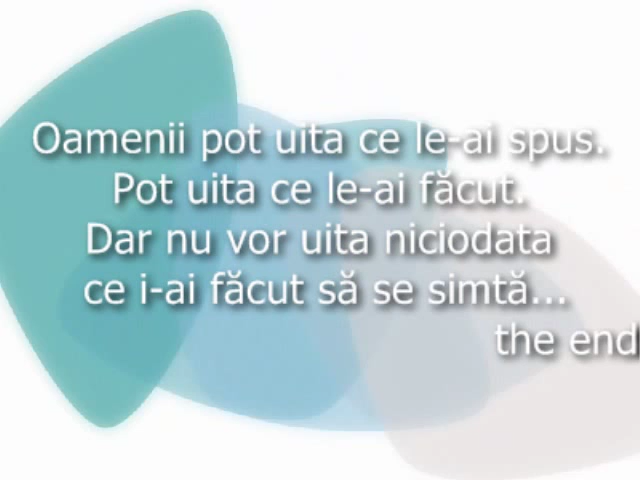 Oamenii pot uita ce le-ai spus.
Pot uita ce le-ai făcut.
Dar nu vor uita niciodata
ce i-ai făcut să se simtă...
the end